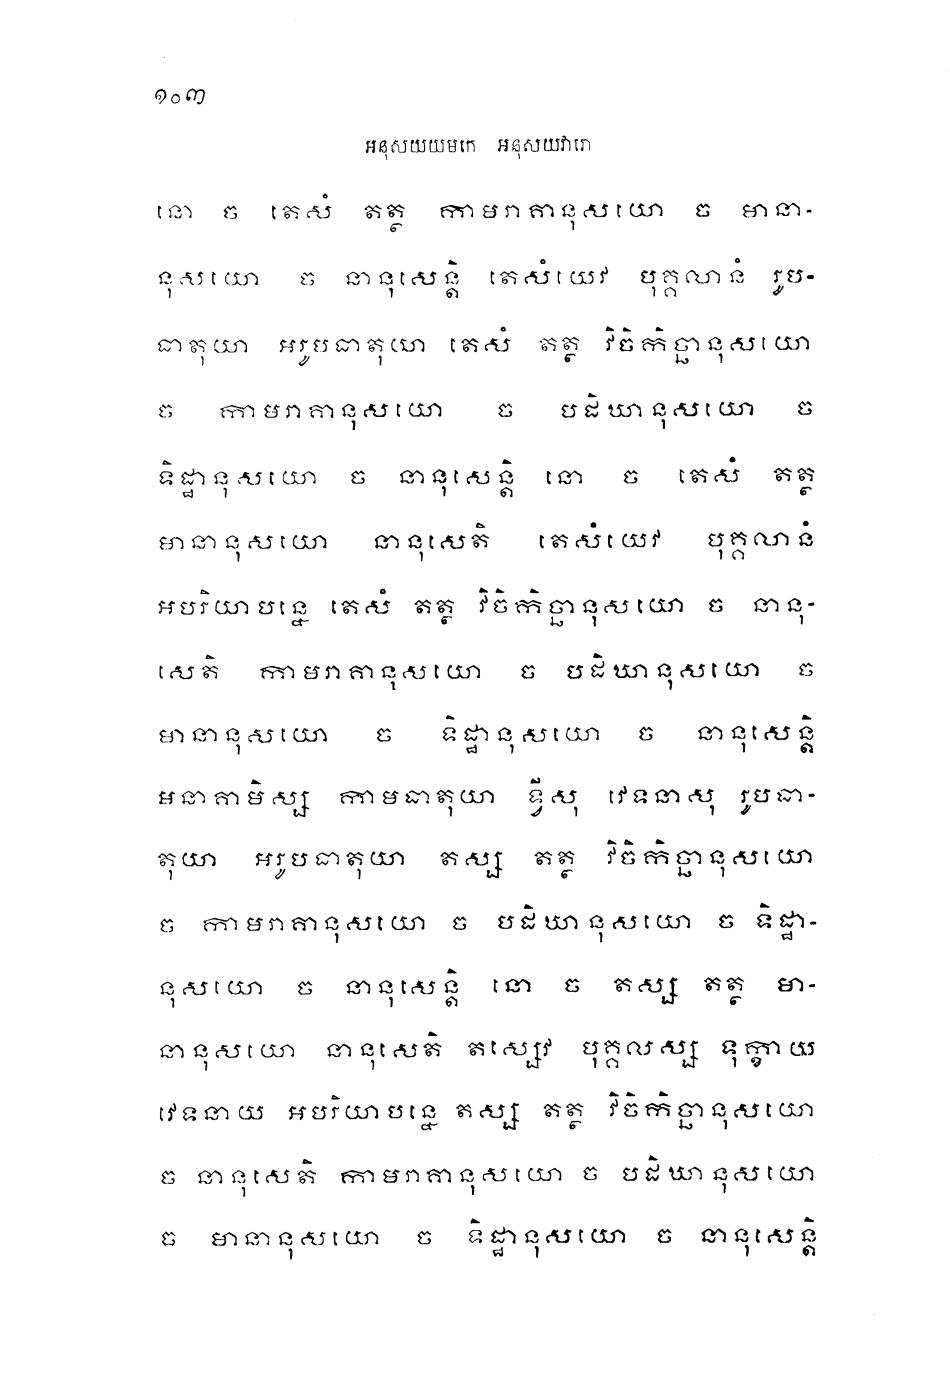 ១០៣
អនុសយយមកេ អនុសយវារោ
នោ ច តេសំ តត្ថ កាមរាគានុសយោ ច មានា-
នុសយោ ច នានុសេន្តិ តេសំយេវ បុគ្គលានំ រូប-
ធាតុយា អរូបធាតុយា តេសំ តត្ថ វិចិកិច្ឆានុសយោ
ច កាមរាគានុសយោ ច បដិឃានុសយោ ច
ទិដ្ឋានុសយោ ច នានុសេន្តិ នោ ច តេសំ តត្ថ
មានានុសយោ នានុសេតិ តេសំយេវ បុគ្គលានំ
អបរិយាបន្នេ តេសំ តត្ថ វិចិកិច្ឆានុសយោ ច នានុ-
សេតិ កាមរាគានុសយោ ច បដិឃានុសយោ ច
មានានុសយោ ច ទិដ្ឋានុសយោ ច នានុសេន្តិ
អនាគាមិស្ស កាមធាតុយា ទ្វីសុ វេទនាសុ រូបធា-
តុយា អរូបធាតុយា តស្ស តត្ថ វិចិកិច្ឆានុសយោ
ច កាមរាគានុសយោ ច បដិឃានុសយោ ច ទិដ្ឋា-
នុសយោ ច នានុសេន្តិ នោ ច តស្ស តត្ថ មា-
នានុសយោ នានុសេតិ តស្សេវ បុគ្គលស្ស ទុក្ខាយ
វេទនាយ អបរិយាបន្នេ តស្ស តត្ថ វិចិកិច្ឆានុសយោ
ច នានុសេតិ កាមរាគានុសយោ ច បដិឃានុសយោ
ច មានានុសយោ ច ទិដ្ឋានុសយោ ច នានុសេន្តិ